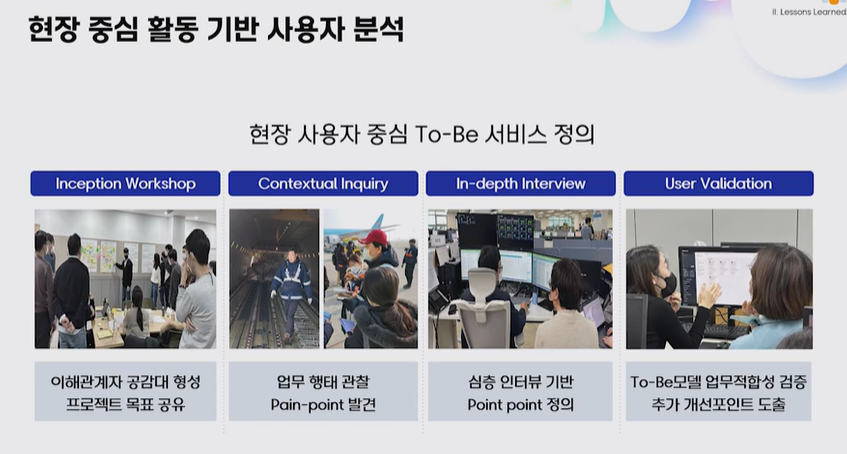 II. Lessons Learned
현장 중심 활동 기반 사용자 분석
현장 사용자 중심 To-Be 서비스 정의
Inception Workshop
Contextual Inquiry
In-depth Interview
User Validation
이해관계자 공감대 형성
프로젝트 목표 공유
업무 행태 관찰
Pain-point 발견
심층 인터뷰 기반
Point point 정의
To-Be모델 업무적합성 검증
추가 개선포인트 도출